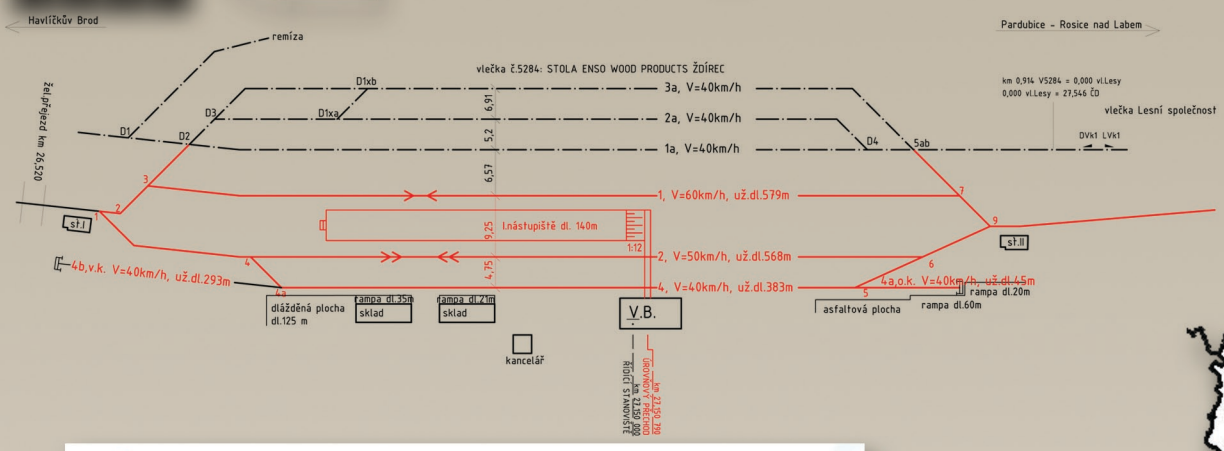 Havlíčkův Brod
Pardubice - Rosice nad Labem
remíza
vlečka č.5284: STOLA ENSO WOOD PRODUCTS ŽDÍREC
km 0,914 V5284 = 0,000 vl.Lesy
0,000 vl.Lesy = 27,546 ČD
vlečka Lesní společnost
žel.přejezd km 26,520
D1xb
3a, V=40km/h
6,91
D3
D1xa
2a, V=40km/h
D1
D2
5,2
D4
5ab
DVk1 LVk1
1a, V=40km/h
6,57
3
1, V=60km/h, už.dl.579m
7
1
2
st.I
9,25
I.nástupiště dl. 140m
1:12
9
st.II
4
2, V=50km/h, už.dl.568m
6
4b,v.k. V=40km/h, už.dl.293m
4,75
4a
4, V=40km/h, už.dl.383m
5
4a,o.k. V=40km/h, už.dl.45m
dlážděná plocha
dl.125 m
rampa dl.35m
sklad
rampa dl.21m
sklad
V.B.
asfaltová plocha
rampa dl.60m
rampa dl.20m
kancelář
km 27,150 000
ŘÍDÍCÍ STANOVIŠTĚ
km 27,150 790
ÚROVŇOVÝ PŘECHOD